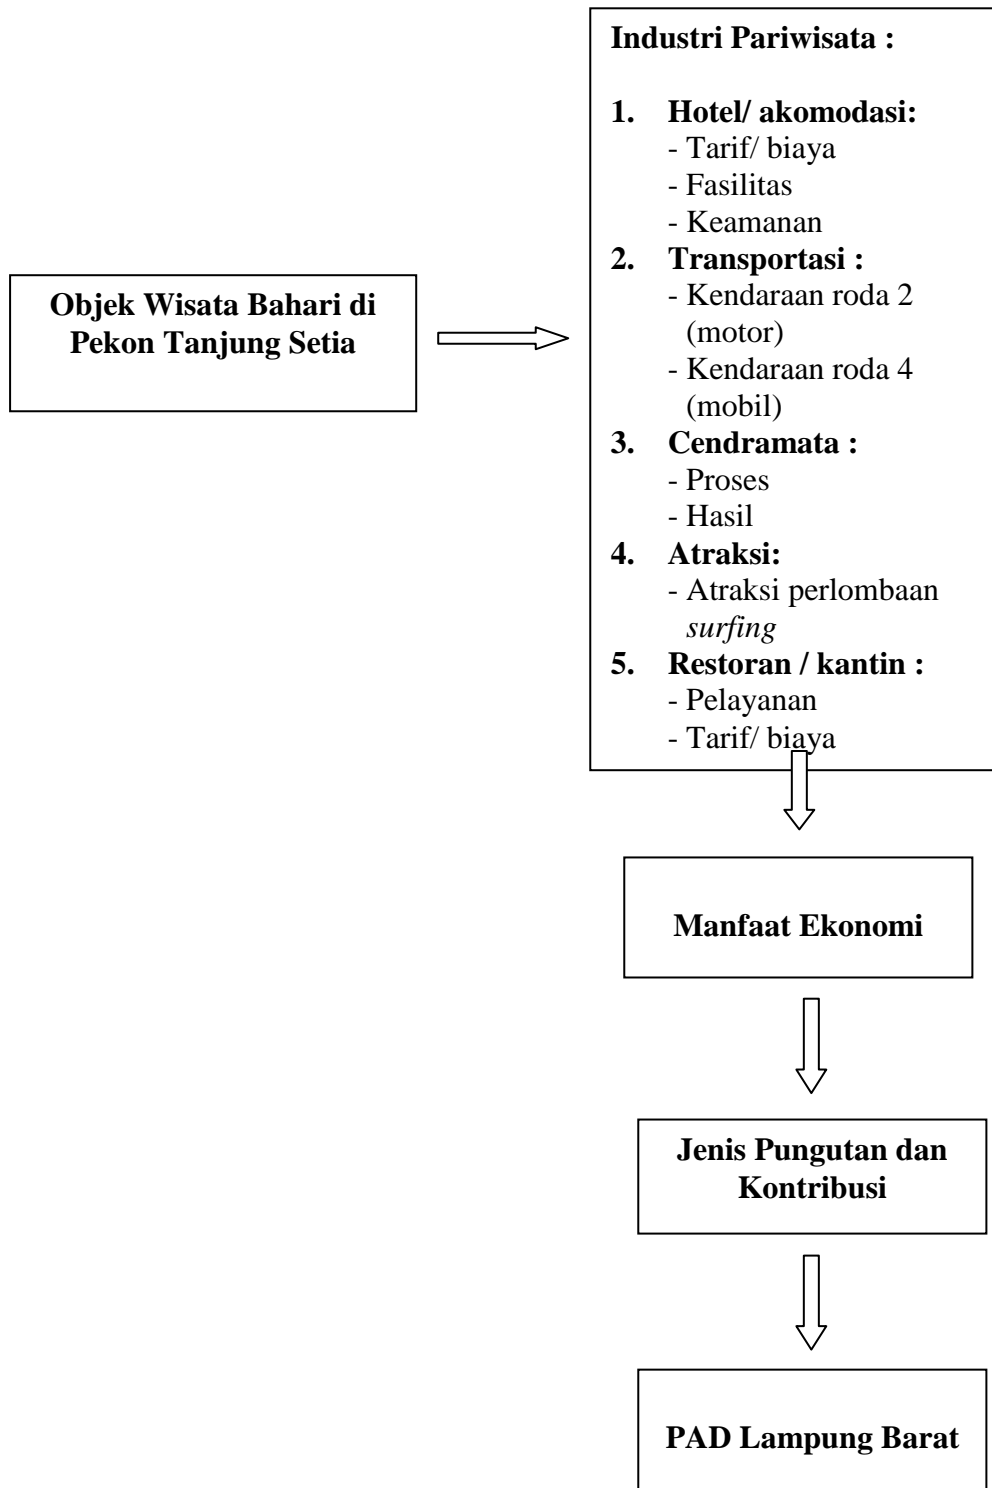 Objek Wisata Bahari di
Pekon Tanjung Setia
Industri Pariwisata :
1. Hotel/ akomodasi:
- Tarif/ biaya
- Fasilitas
- Keamanan
2. Transportasi :
- Kendaraan roda 2
(motor)
- Kendaraan roda 4
(mobil)
3. Cendramata :
- Proses
- Hasil
4. Atraksi:
- Atraksi perlombaan
surfing
5. Restoran / kantin :
- Pelayanan
- Tarif/ biaya
Manfaat Ekonomi
Jenis Pungutan dan
Kontribusi
PAD Lampung Barat